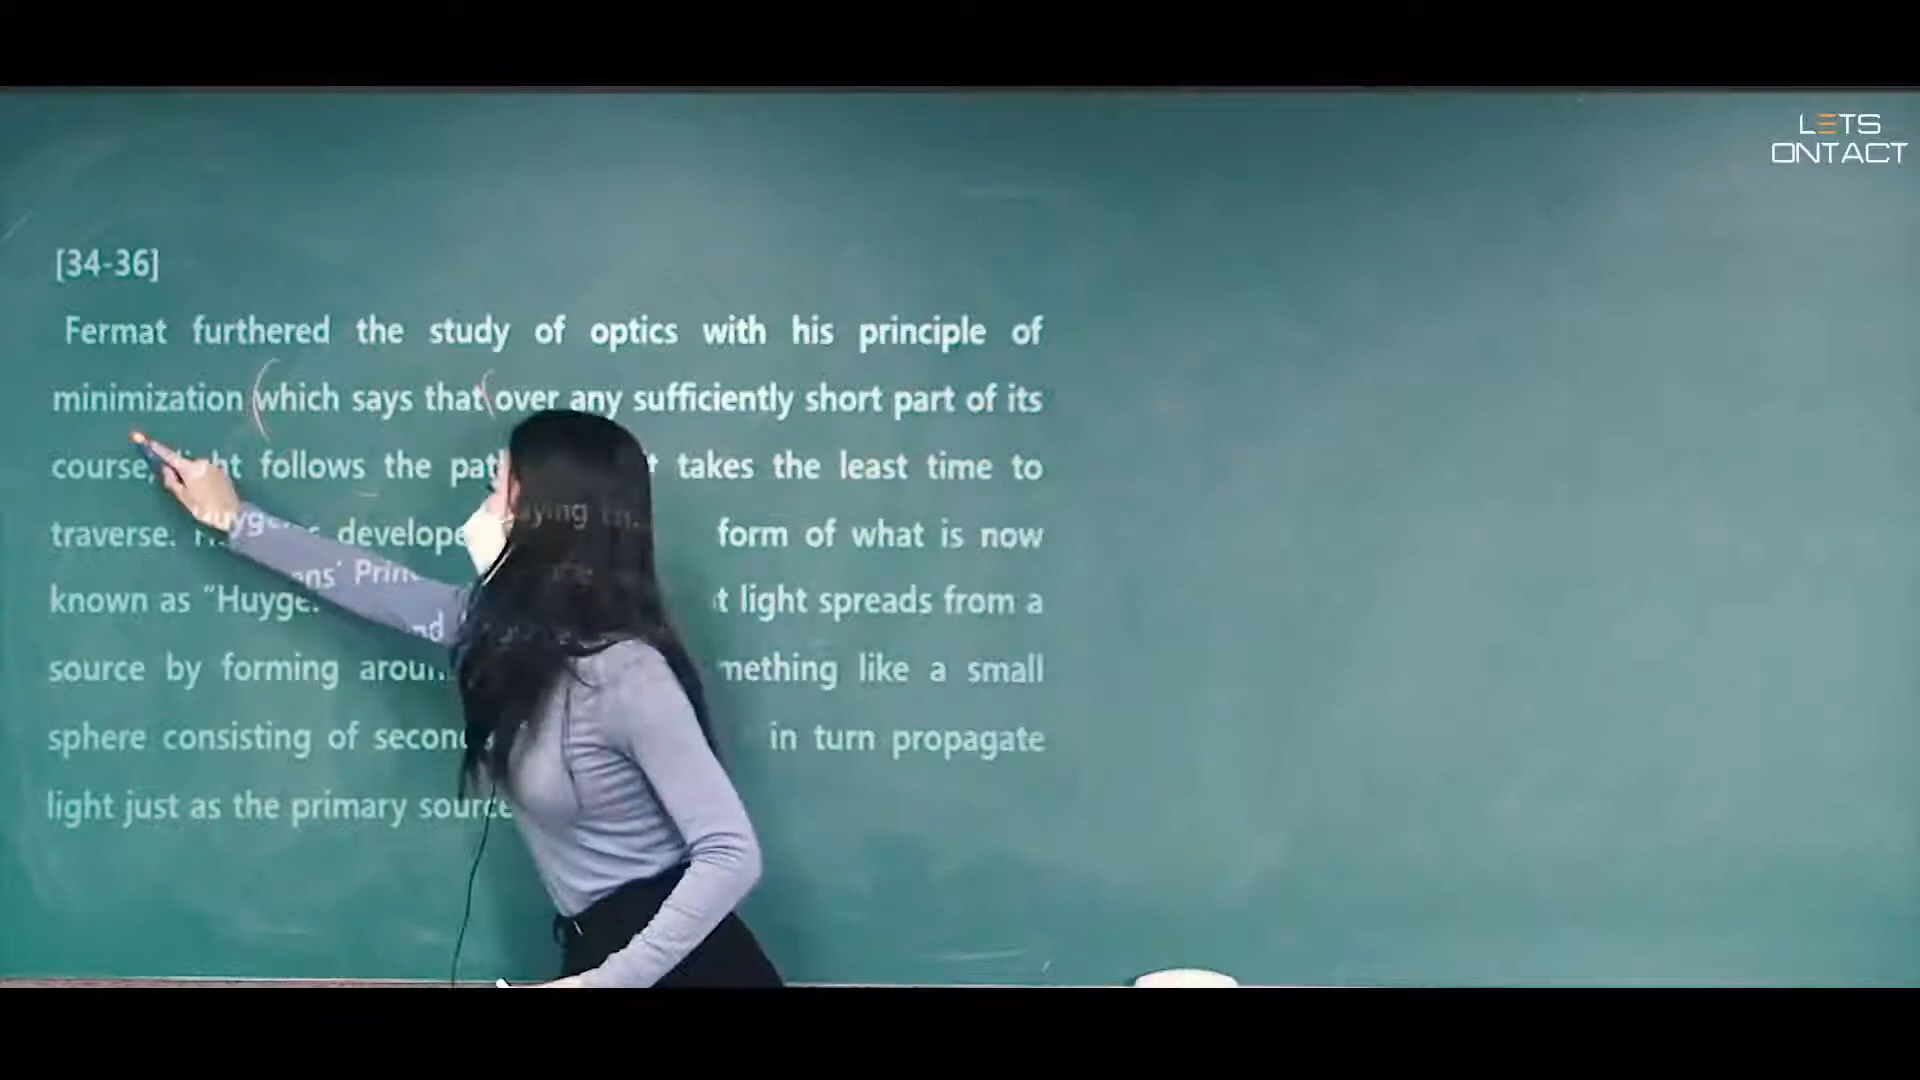 LETS
ONTACT
[34-36]
Fermat furthered the study of optics with his principle of
minimization which says that over any sufficiently short part of its
course, light follows the takes the least time to
traverse. form of what is now
known as light spreads from a
source by forming like a small
sphere consisting of in turn propagate
light just as the primary source